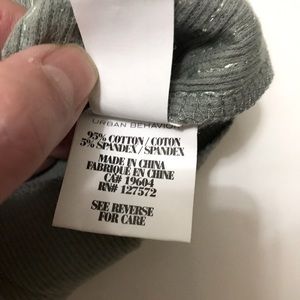 URBAN BEHAVIOR
95% COTTON/COTON
5% SPANDEX/SPANDEX
MADE IN CHINA
FABRIQUÉ EN CHINE
CA# 19604
RN# 127572
SEE REVERSE
FOR CARE